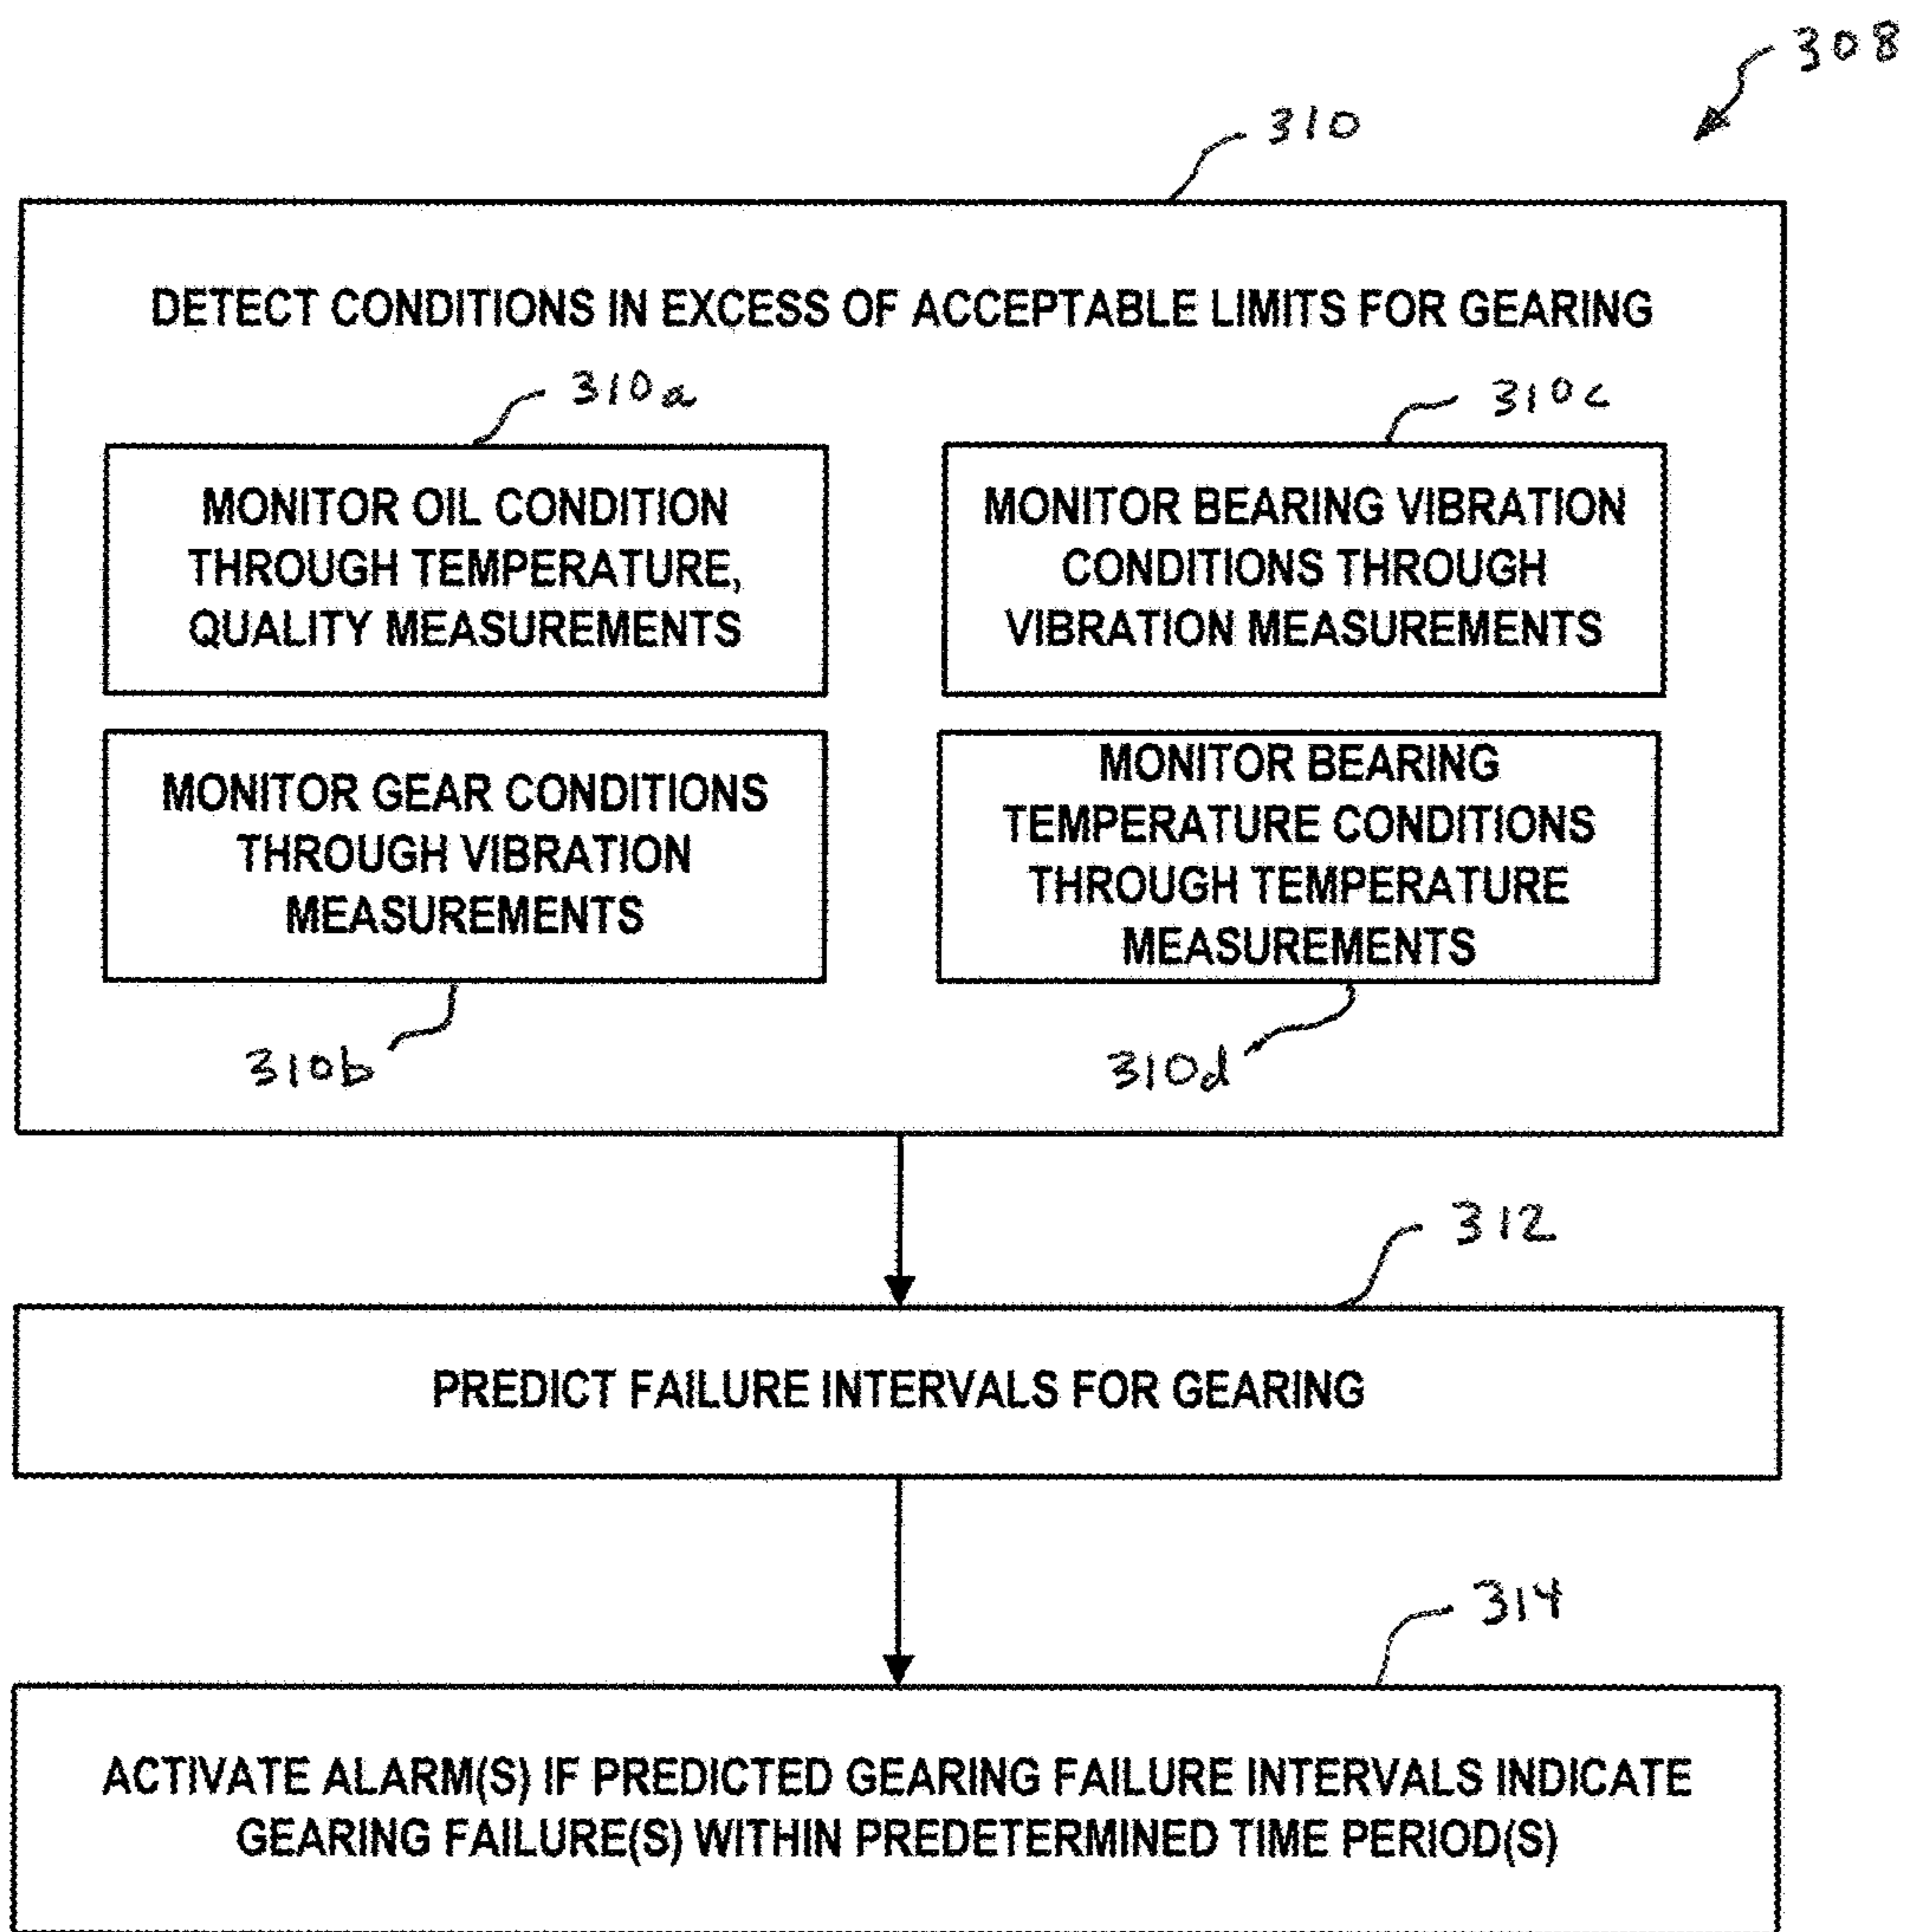 308
310
DETECT CONDITIONS IN EXCESS OF ACCEPTABLE LIMITS FOR GEARING
310a
MONITOR OIL CONDITION
THROUGH TEMPERATURE,
QUALITY MEASUREMENTS
310c
MONITOR BEARING VIBRATION
CONDITIONS THROUGH
VIBRATION MEASUREMENTS
MONITOR GEAR CONDITIONS
THROUGH VIBRATION
MEASUREMENTS
310b
MONITOR BEARING
TEMPERATURE CONDITIONS
THROUGH TEMPERATURE
MEASUREMENTS
310d
312
PREDICT FAILURE INTERVALS FOR GEARING
314
ACTIVATE ALARM(S) IF PREDICTED GEARING FAILURE INTERVALS INDICATE
GEARING FAILURE(S) WITHIN PREDETERMINED TIME PERIOD(S)